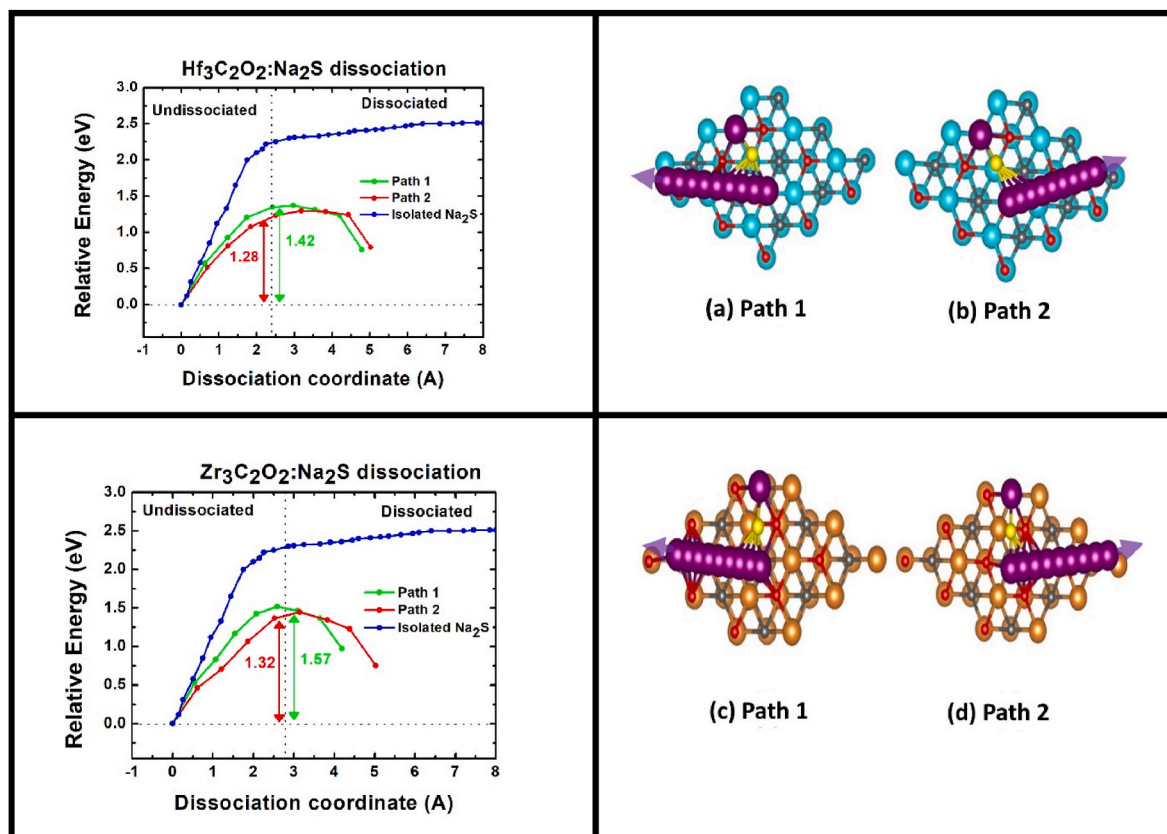 Hf3C2O2:Na2S dissociation
Relative Energy (eV)
3.0
2.5
2.0
1.5
1.0
0.5
0.0
Undissociated
Dissociated
Path 1
Path 2
Isolated Na2S
1.28
1.42
-1 0 1 2 3 4 5 6 7 8
Dissociation coordinate (A)
(a) Path 1
(b) Path 2
Zr3C2O2:Na2S dissociation
Relative Energy (eV)
3.0
2.5
2.0
1.5
1.0
0.5
0.0
Undissociated
Dissociated
Path 1
Path 2
Isolated Na2S
1.32
1.57
-1 0 1 2 3 4 5 6 7 8
Dissociation coordinate (A)
(c) Path 1
(d) Path 2